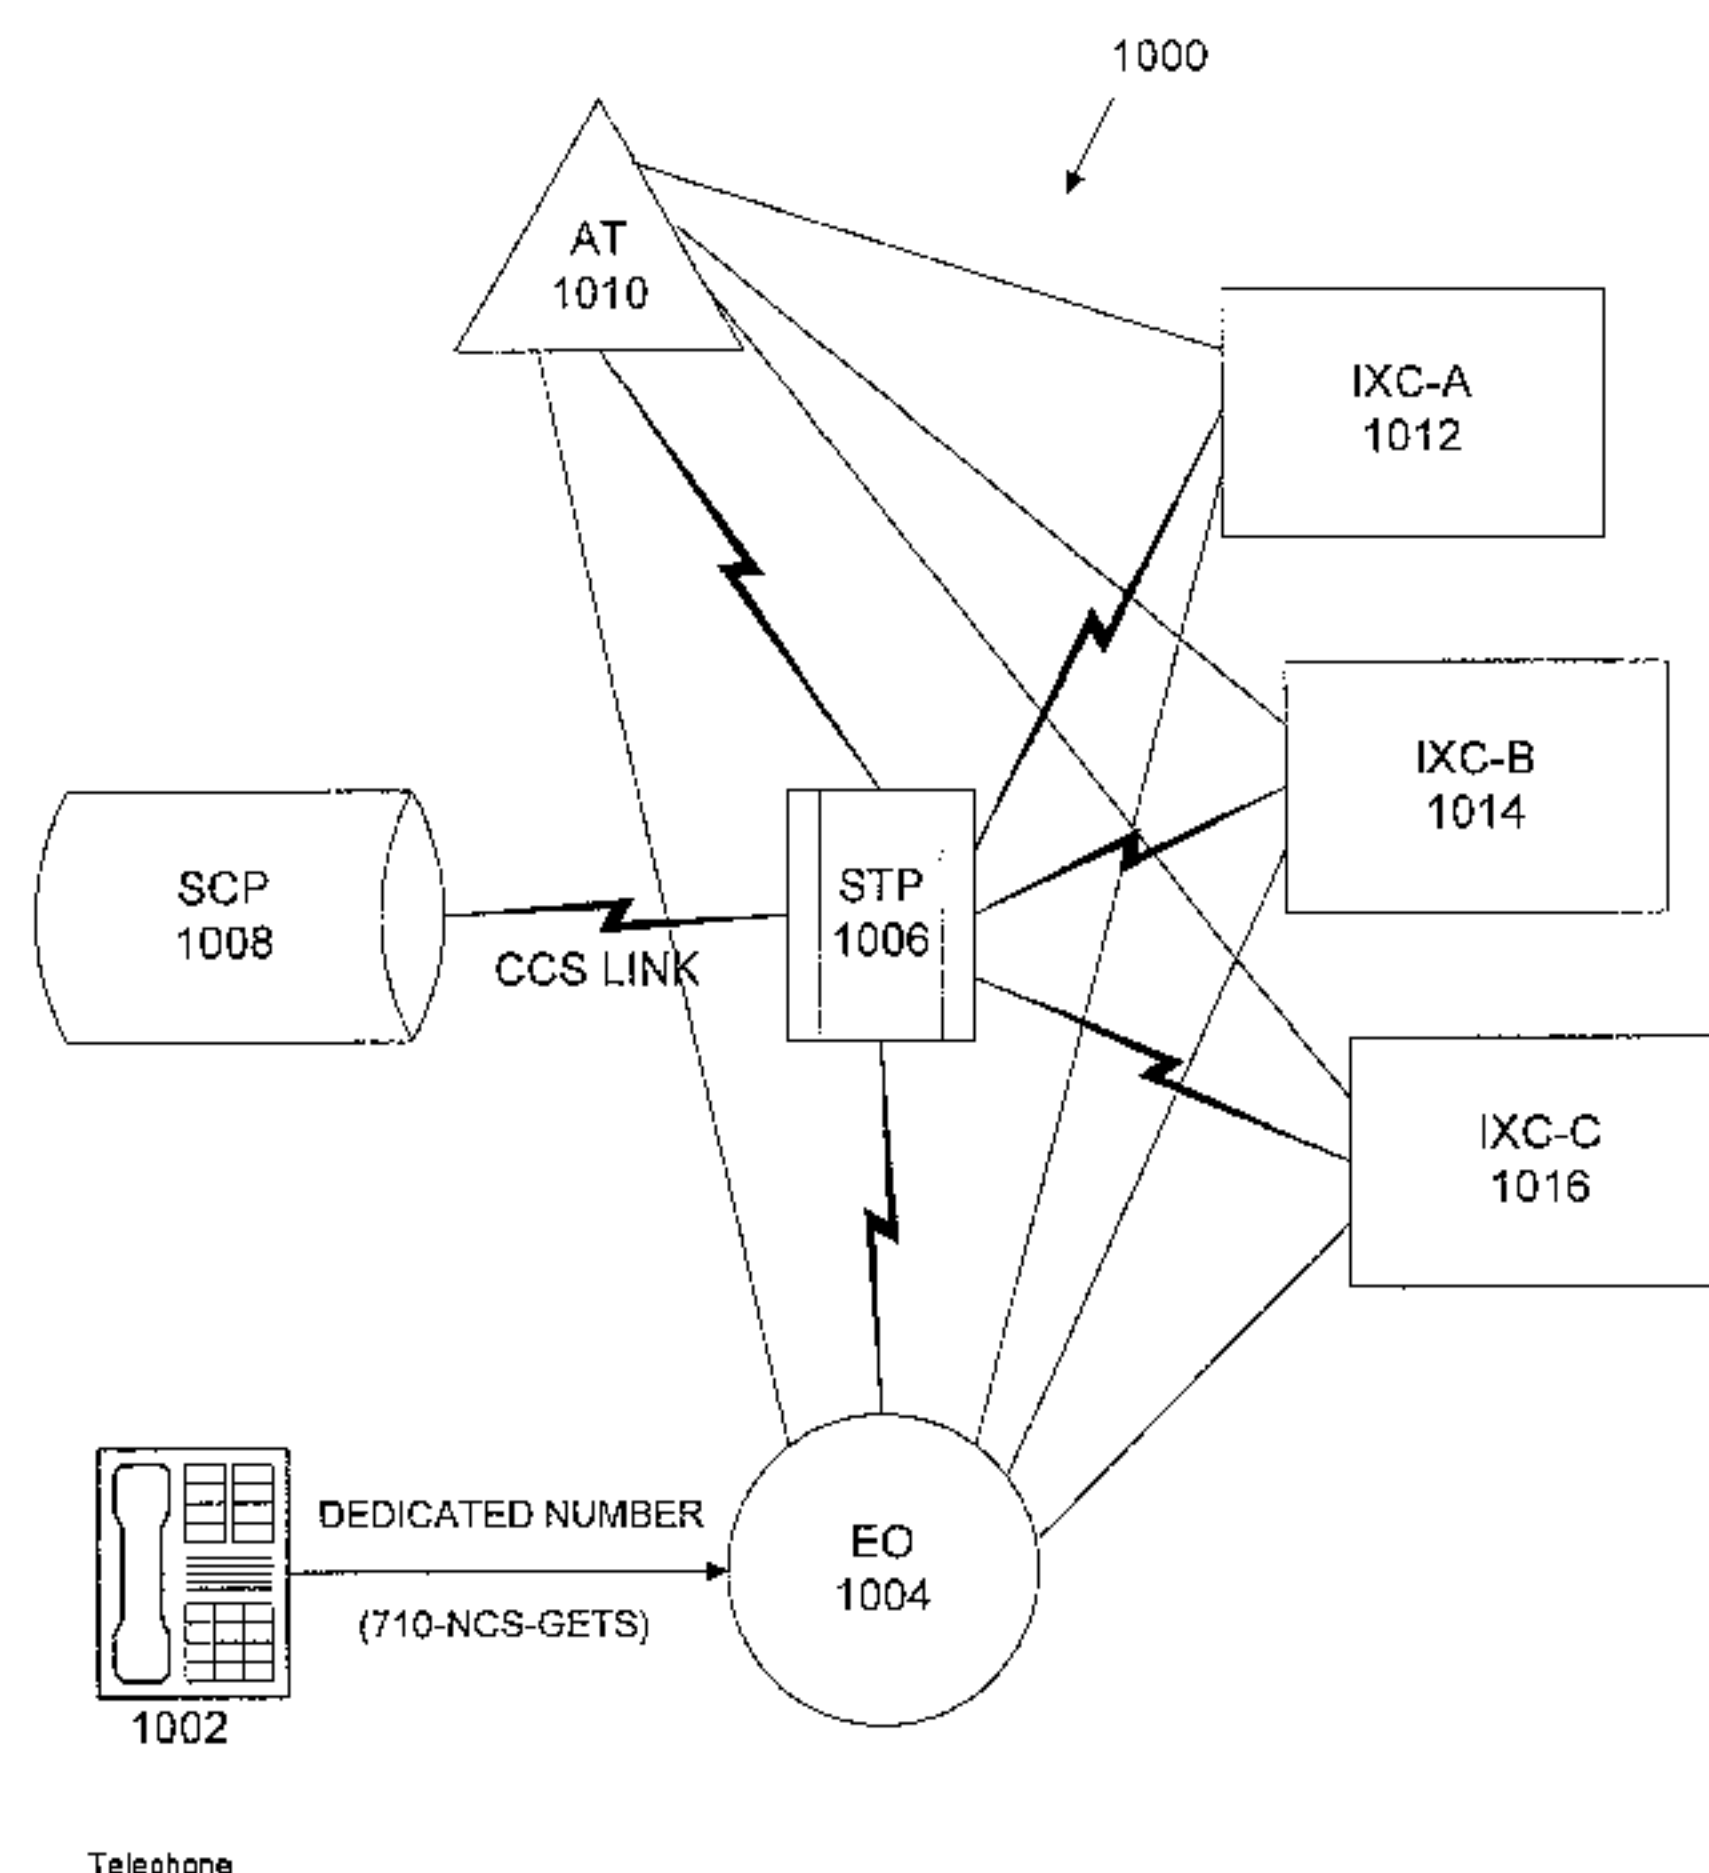 1000
AT
1010
IXC-A
1012
IXC-B
1014
SCP
1008
STP
1006
CCS LINK
IXC-C
1016
DEDICATED NUMBER
(710-NCS-GETS)
EO
1004
1002
Telephone